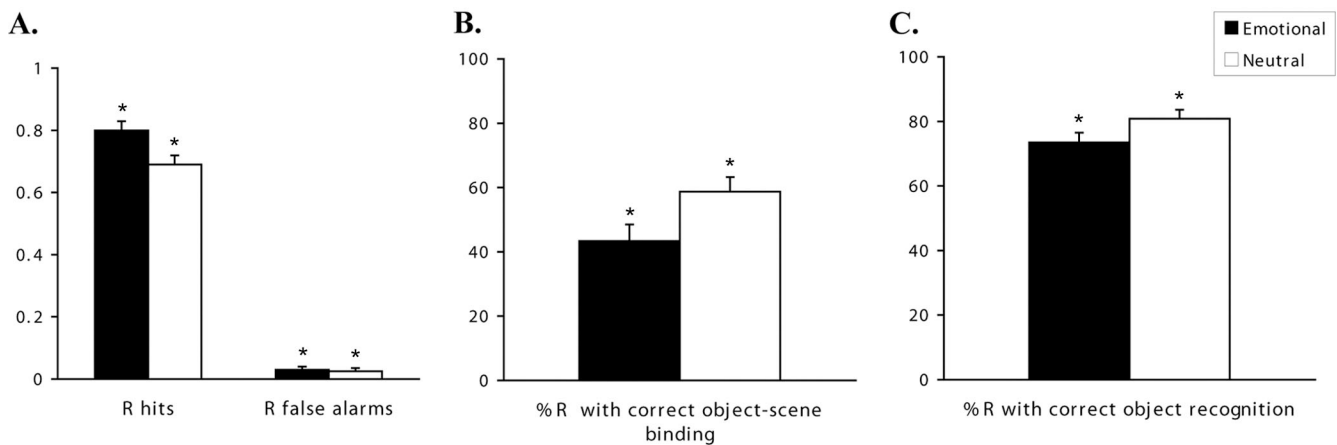 A.
1
0.8
0.6
0.4
0.2
0
*
*
*
*
R hits
R false alarms
B.
100
80
60
40
20
0
*
*
%R with correct object-scene
binding
C.
100
80
60
40
20
0
*
*
%R with correct object recognition
Emotional
Neutral